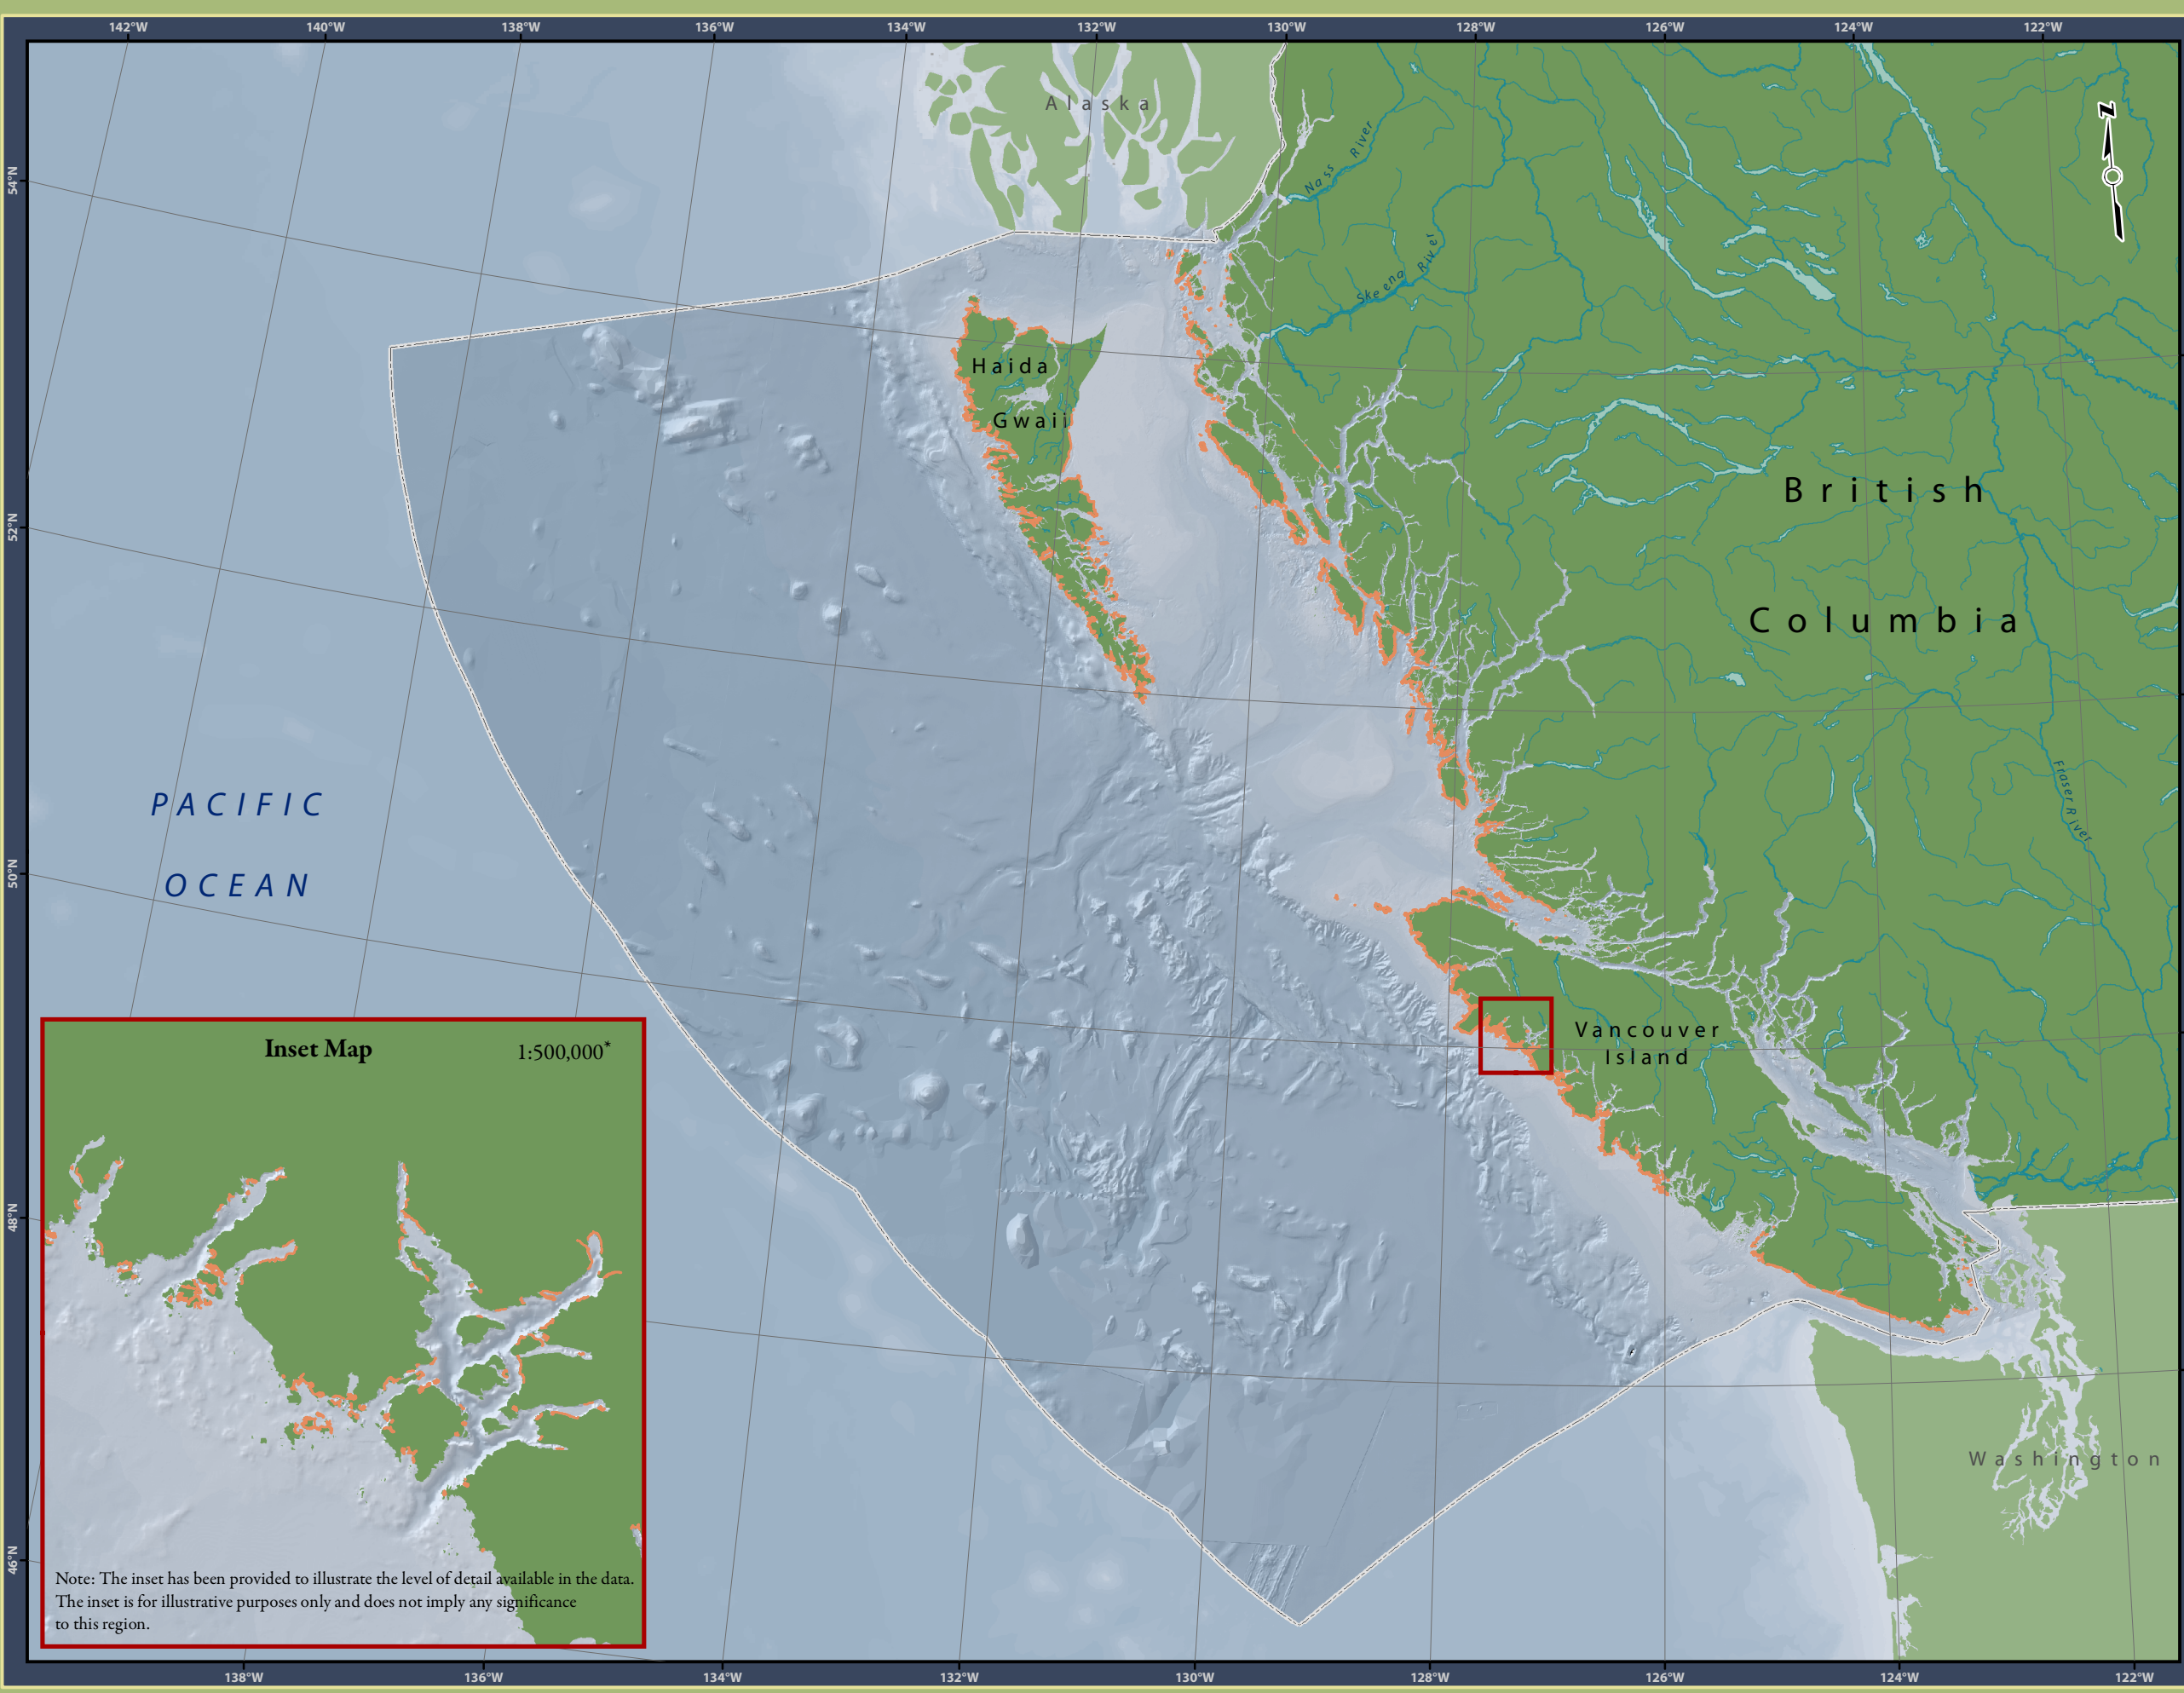 142°W 140°W 138°W 136°W 134°W 132°W 130°W 128°W 126°W 124°W 122°W
Alaska
N
Nass River
54°N
Skeena River
Haida
Gwaii
British
52°N
Columbia
PACIFIC
Fraser River
50°N
OCEAN
Vancouver
Island
Inset Map
1:500,000*
48°N
Washington
46°N
Note: The inset has been provided to illustrate the level of detail available in the data.
The inset is for illustrative purposes only and does not imply any significance
to this region.
138°W 136°W 134°W 132°W 130°W 128°W 126°W 124°W 122°W